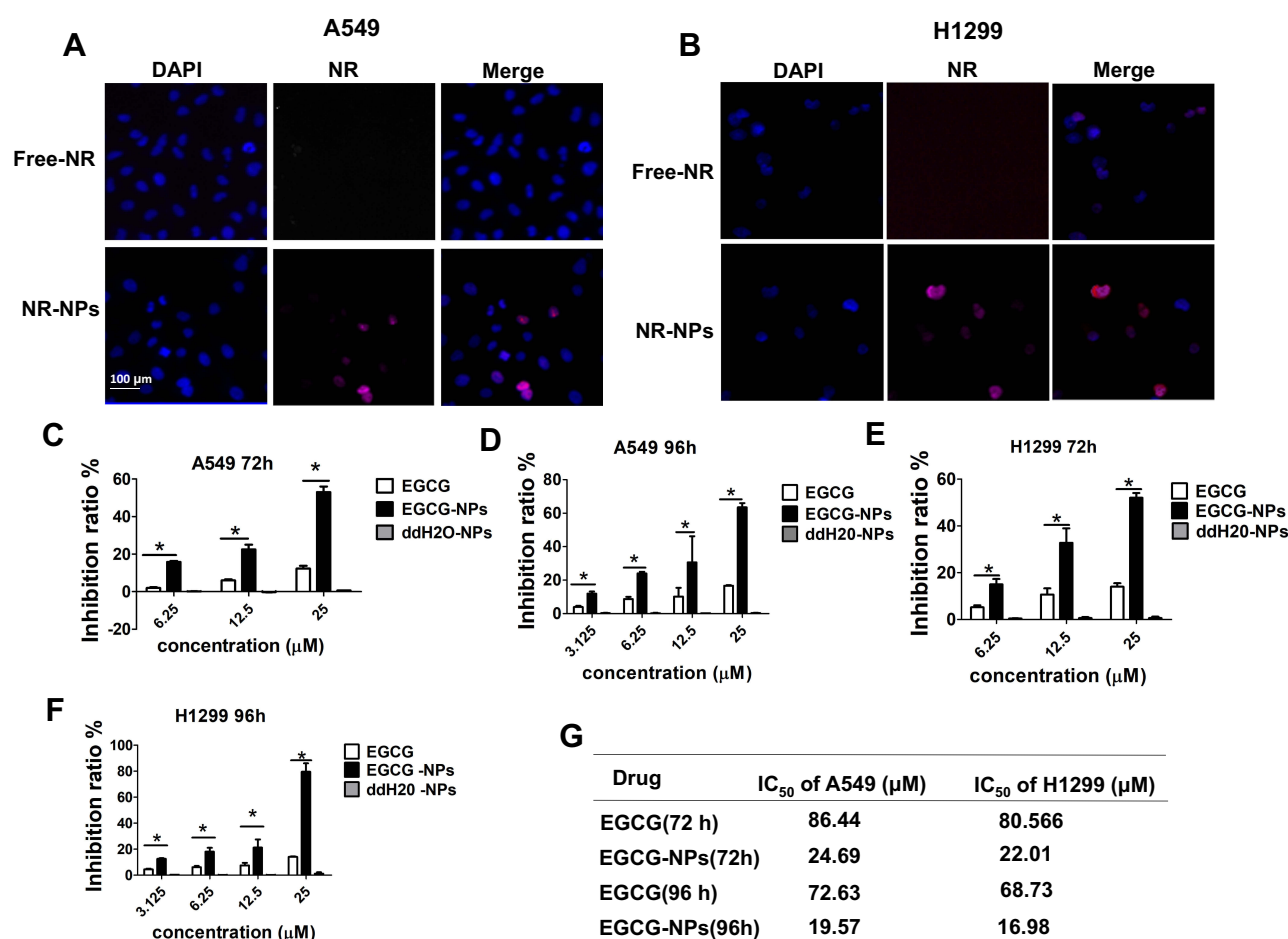 A
A549
DAPI NR Merge
Free-NR
NR-NPs
100 µm
B
H1299
DAPI NR Merge
Free-NR
NR-NPs
C
A549 72h
Inhibition ratio %
60
40
20
0
-20
6.25 12.5 25
concentration (µM)
* * *
EGCG
EGCG-NPs
ddH2O-NPs
D
A549 96h
Inhibition ratio %
80
60
40
20
0
3.125 6.25 12.5 25
concentration (µM)
* * * *
EGCG
EGCG-NPs
ddH20-NPs
E
H1299 72h
Inhibition ratio %
60
40
20
0
6.25 12.5 25
concentration (µM)
* * *
EGCG
EGCG-NPs
ddH20-NPs
F
H1299 96h
Inhibition ratio %
100
80
60
40
20
0
3.125 6.25 12.5 25
concentration (µM)
* * * *
EGCG
EGCG -NPs
ddH20 -NPs
G
Drug IC50 of A549 (µM) IC50 of H1299 (µM)
EGCG(72 h) 86.44 80.566
EGCG-NPs(72h) 24.69 22.01
EGCG(96 h) 72.63 68.73
EGCG-NPs(96h) 19.57 16.98